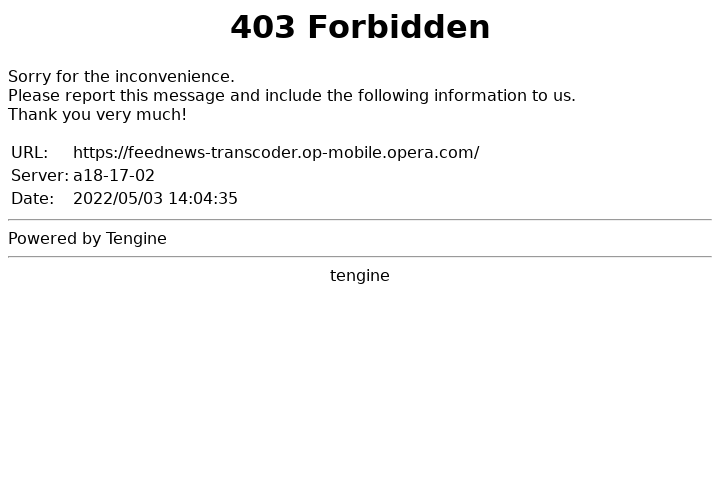 403 Forbidden
Sorry for the inconvenience.
Please report this message and include the following information to us.
Thank you very much!
URL: https://feednews-transcoder.op-mobile.opera.com/
Server: a18-17-02
Date: 2022/05/03 14:04:35
Powered by Tengine
tengine